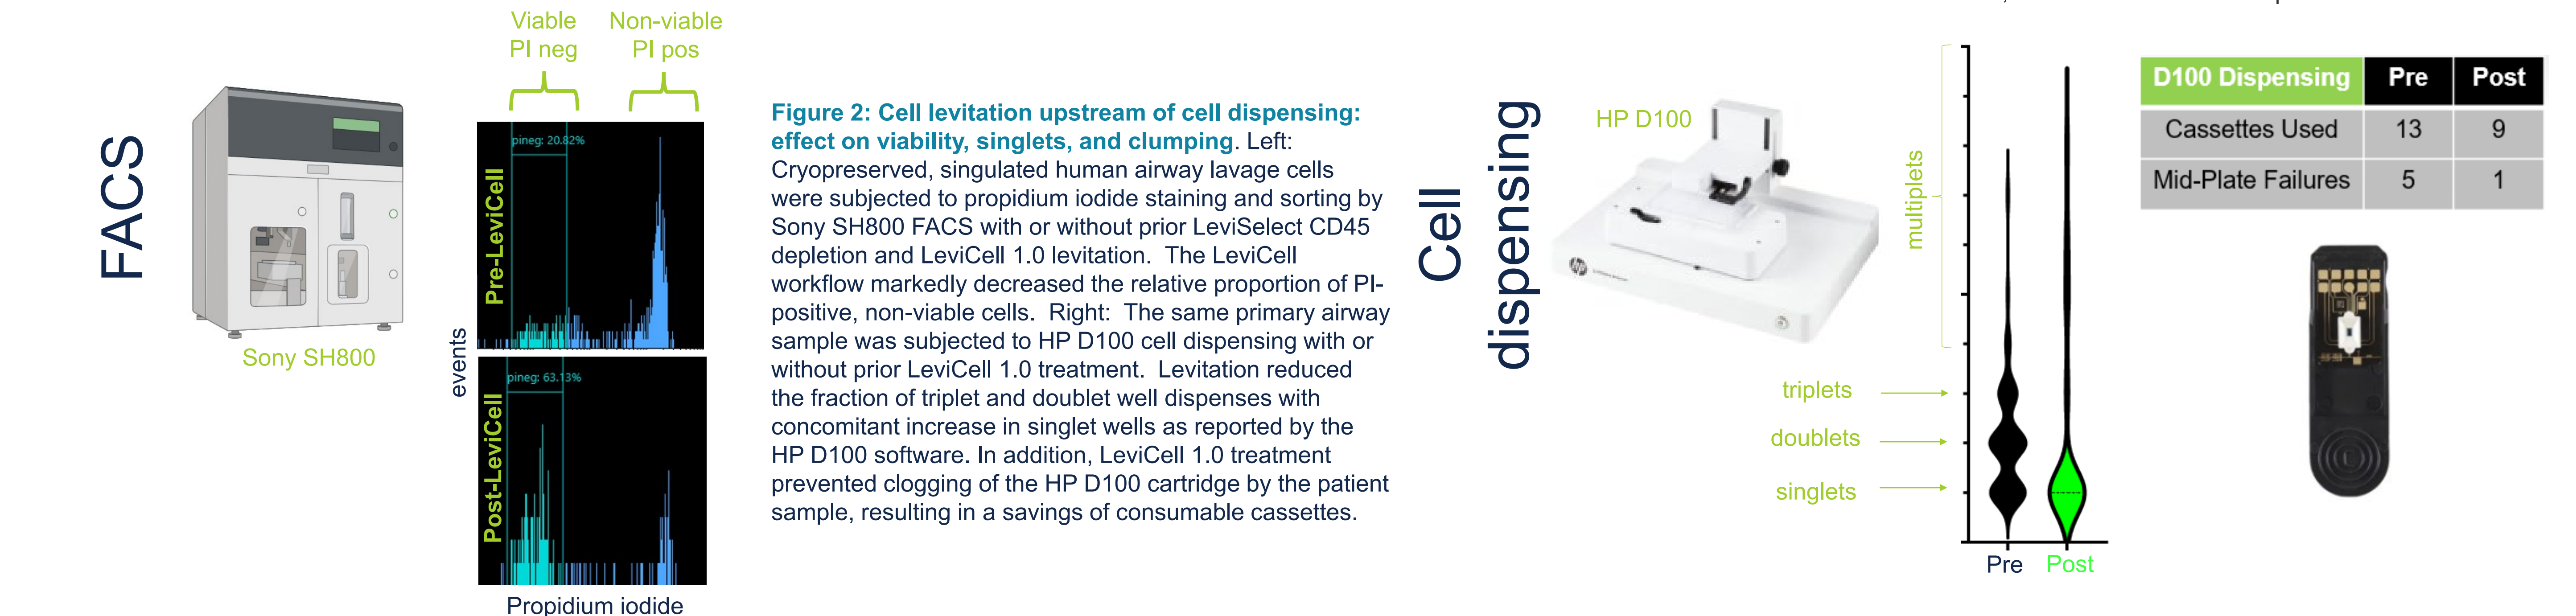 FACS
Sony SH800
Viable
PI neg
Non-viable
PI pos
events
Pre-LeviCell
pineg: 20.82%
Post-LeviCell
pineg: 63.13%
Propidium iodide
Figure 2: Cell levitation upstream of cell dispensing:
effect on viability, singlets, and clumping. Left:
Cryopreserved, singulated human airway lavage cells
were subjected to propidium iodide staining and sorting by
Sony SH800 FACS with or without prior LeviSelect CD45
depletion and LeviCell 1.0 levitation.  The LeviCell
workflow markedly decreased the relative proportion of PI-
positive, non-viable cells.  Right:  The same primary airway
sample was subjected to HP D100 cell dispensing with or
without prior LeviCell 1.0 treatment.  Levitation reduced
the fraction of triplet and doublet well dispenses with
concomitant increase in singlet wells as reported by the
HP D100 software. In addition, LeviCell 1.0 treatment
prevented clogging of the HP D100 cartridge by the patient
sample, resulting in a savings of consumable cassettes.
Cell
dispensing
HP D100
hp
multiplets
triplets
doublets
singlets
Pre
Post
D100 Dispensing Pre Post
Cassettes Used 13 9
Mid-Plate Failures 5 1